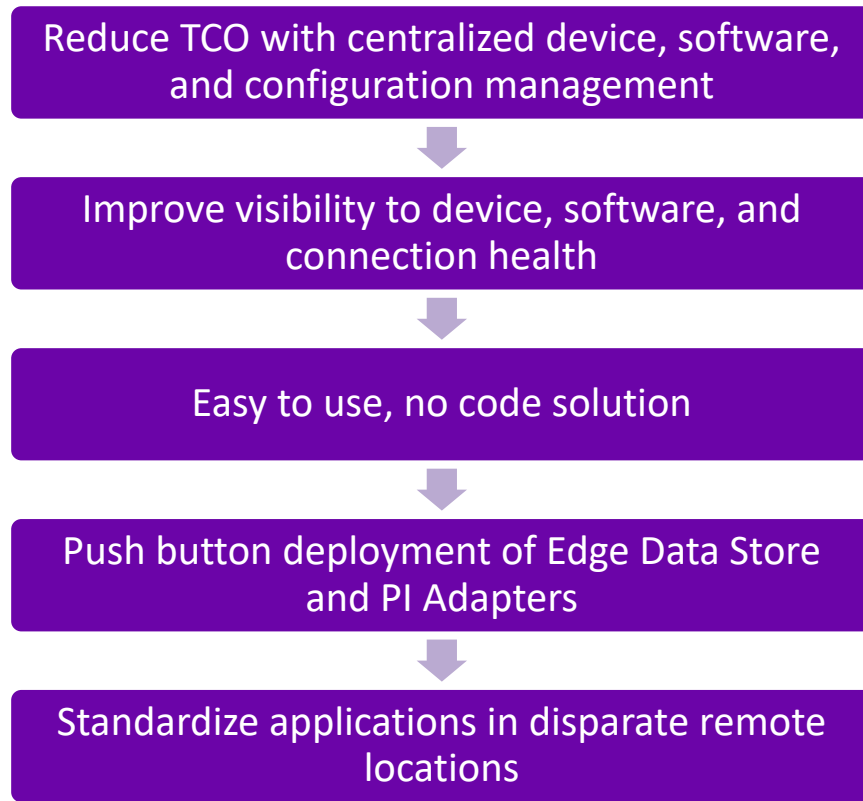 Reduce TCO with centralized device, software,
and configuration management
Improve visibility to device, software, and
connection health
Easy to use, no code solution
Push button deployment of Edge Data Store
and PI Adapters
Standardize applications in disparate remote
locations